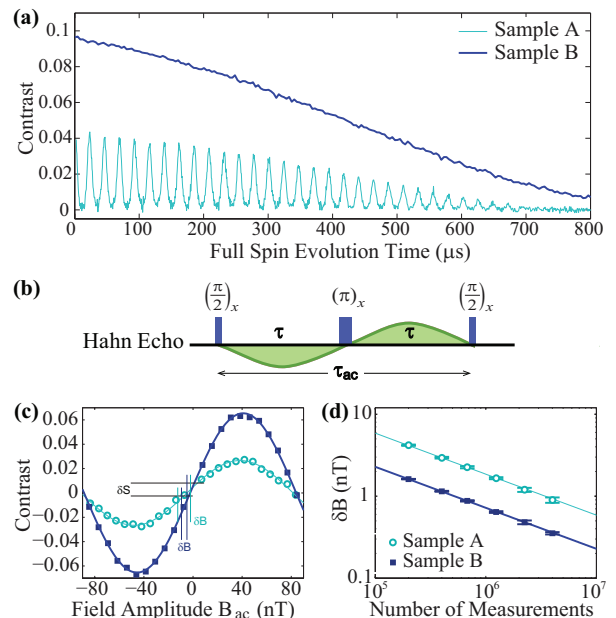 (a)
0.1
0.08
0.06
0.04
0.02
0
Contrast
Sample A
Sample B
0 100 200 300 400 500 600 700 800
Full Spin Evolution Time (μs)
(b)
(π/2)x (π)x (π/2)x
Hahn Echo
τ τ
τac
(c)
0.06
0.04
0.02
0
−0.02
−0.04
−0.06
Contrast
δS
δB
δB
−80 −40 0 40 80
Field Amplitude Bac (nT)
(d)
10
1
0.1
δB (nT)
Sample A
Sample B
10^5 10^6 10^7
Number of Measurements